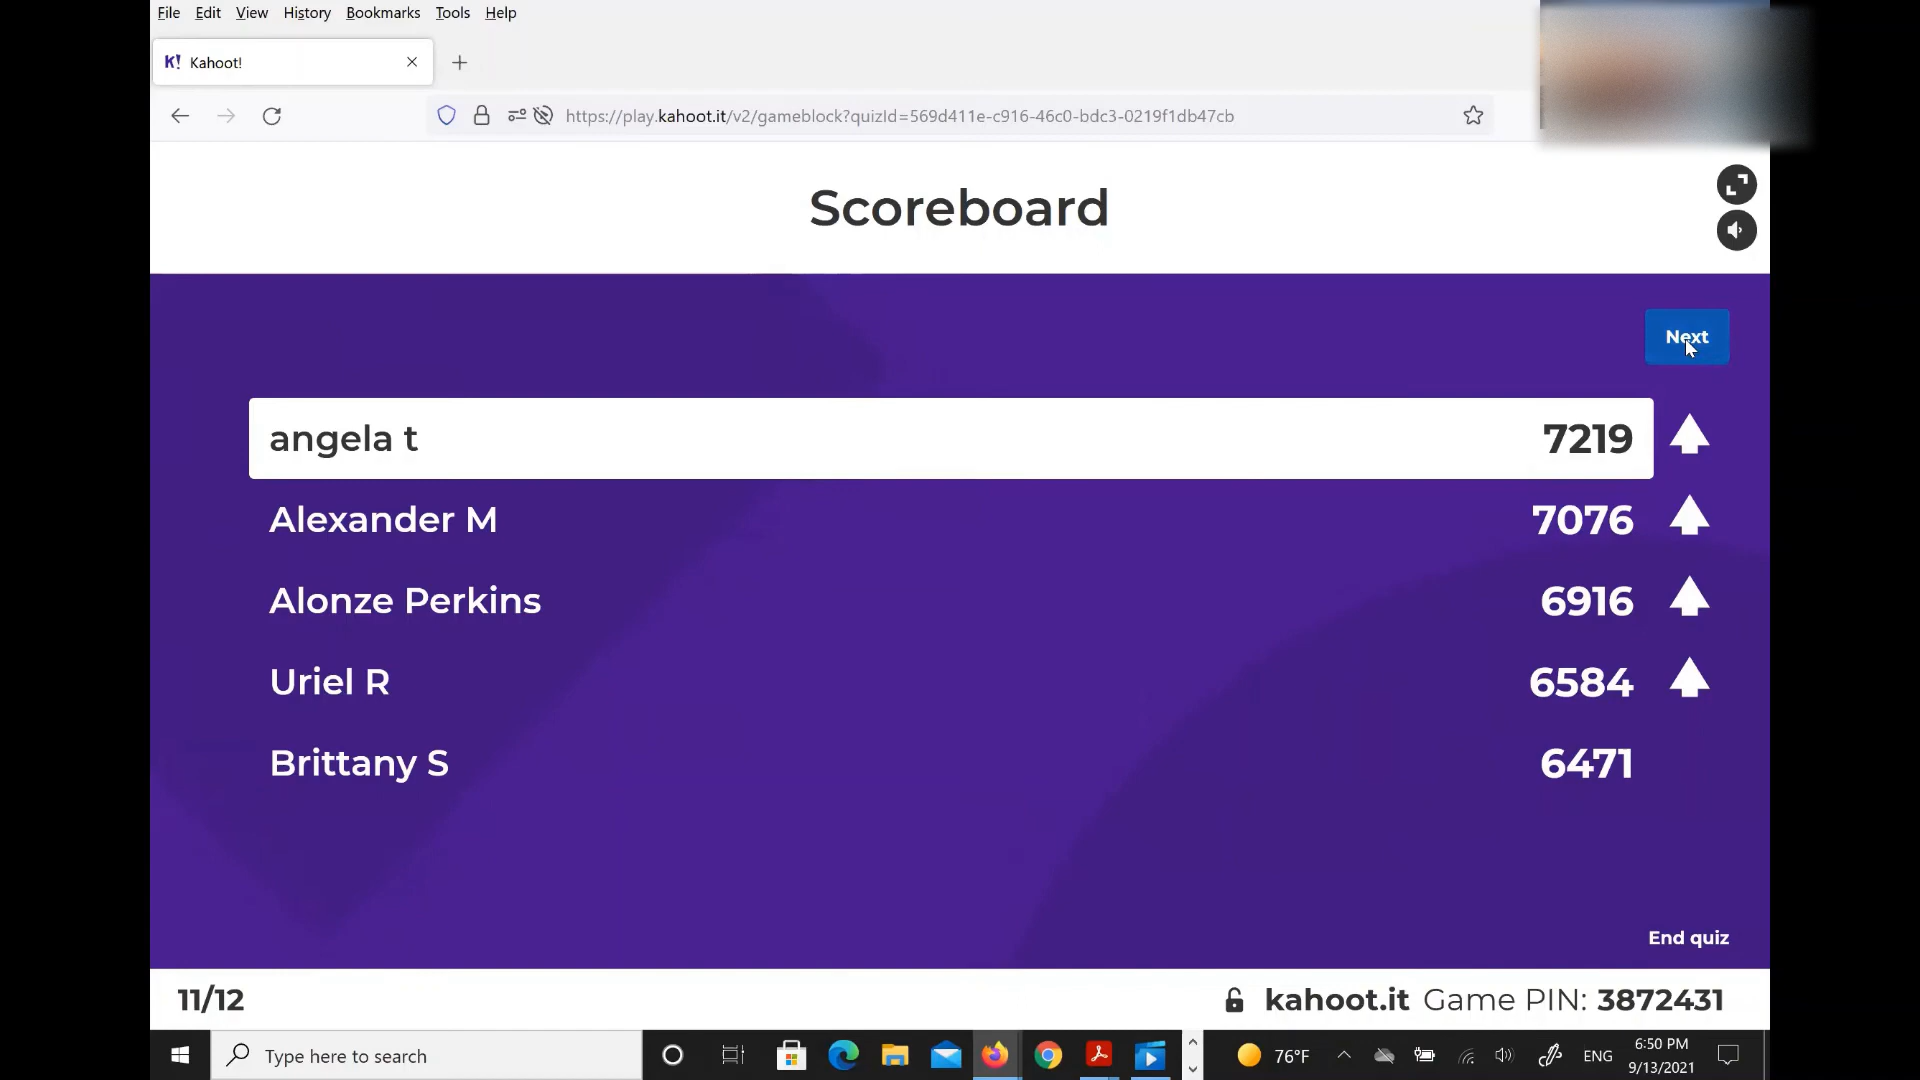 File Edit View History Bookmarks Tools Help
K! Kahoot!
https://play.kahoot.it/v2/gameblock?quizId=569d411e-c916-46c0-bdc3-0219f1db47cb
Scoreboard
Next
angela t 7219
Alexander M 7076
Alonze Perkins 6916
Uriel R 6584
Brittany S 6471
End quiz
11/12 kahoot.it Game PIN: 3872431
Type here to search 76°F ENG 6:50 PM
9/13/2021